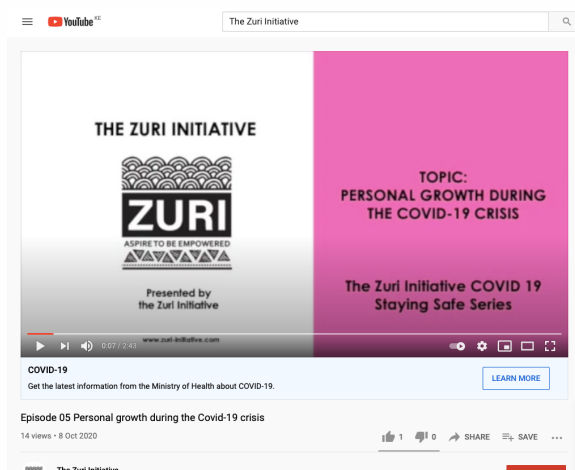 YouTube KE
The Zuri Initiative
THE ZURI INITIATIVE
ZURI
ASPIRE TO BE EMPOWERED
Presented by
the Zuri Initiative
www.zuri-initiative.com
TOPIC:
PERSONAL GROWTH DURING
THE COVID-19 CRISIS
The Zuri Initiative COVID 19
Staying Safe Series
0:07 / 2:43
COVID-19
Get the latest information from the Ministry of Health about COVID-19.
LEARN MORE
Episode 05 Personal growth during the Covid-19 crisis
14 views • 8 Oct 2020
1 0 SHARE SAVE
The Zuri Initiative